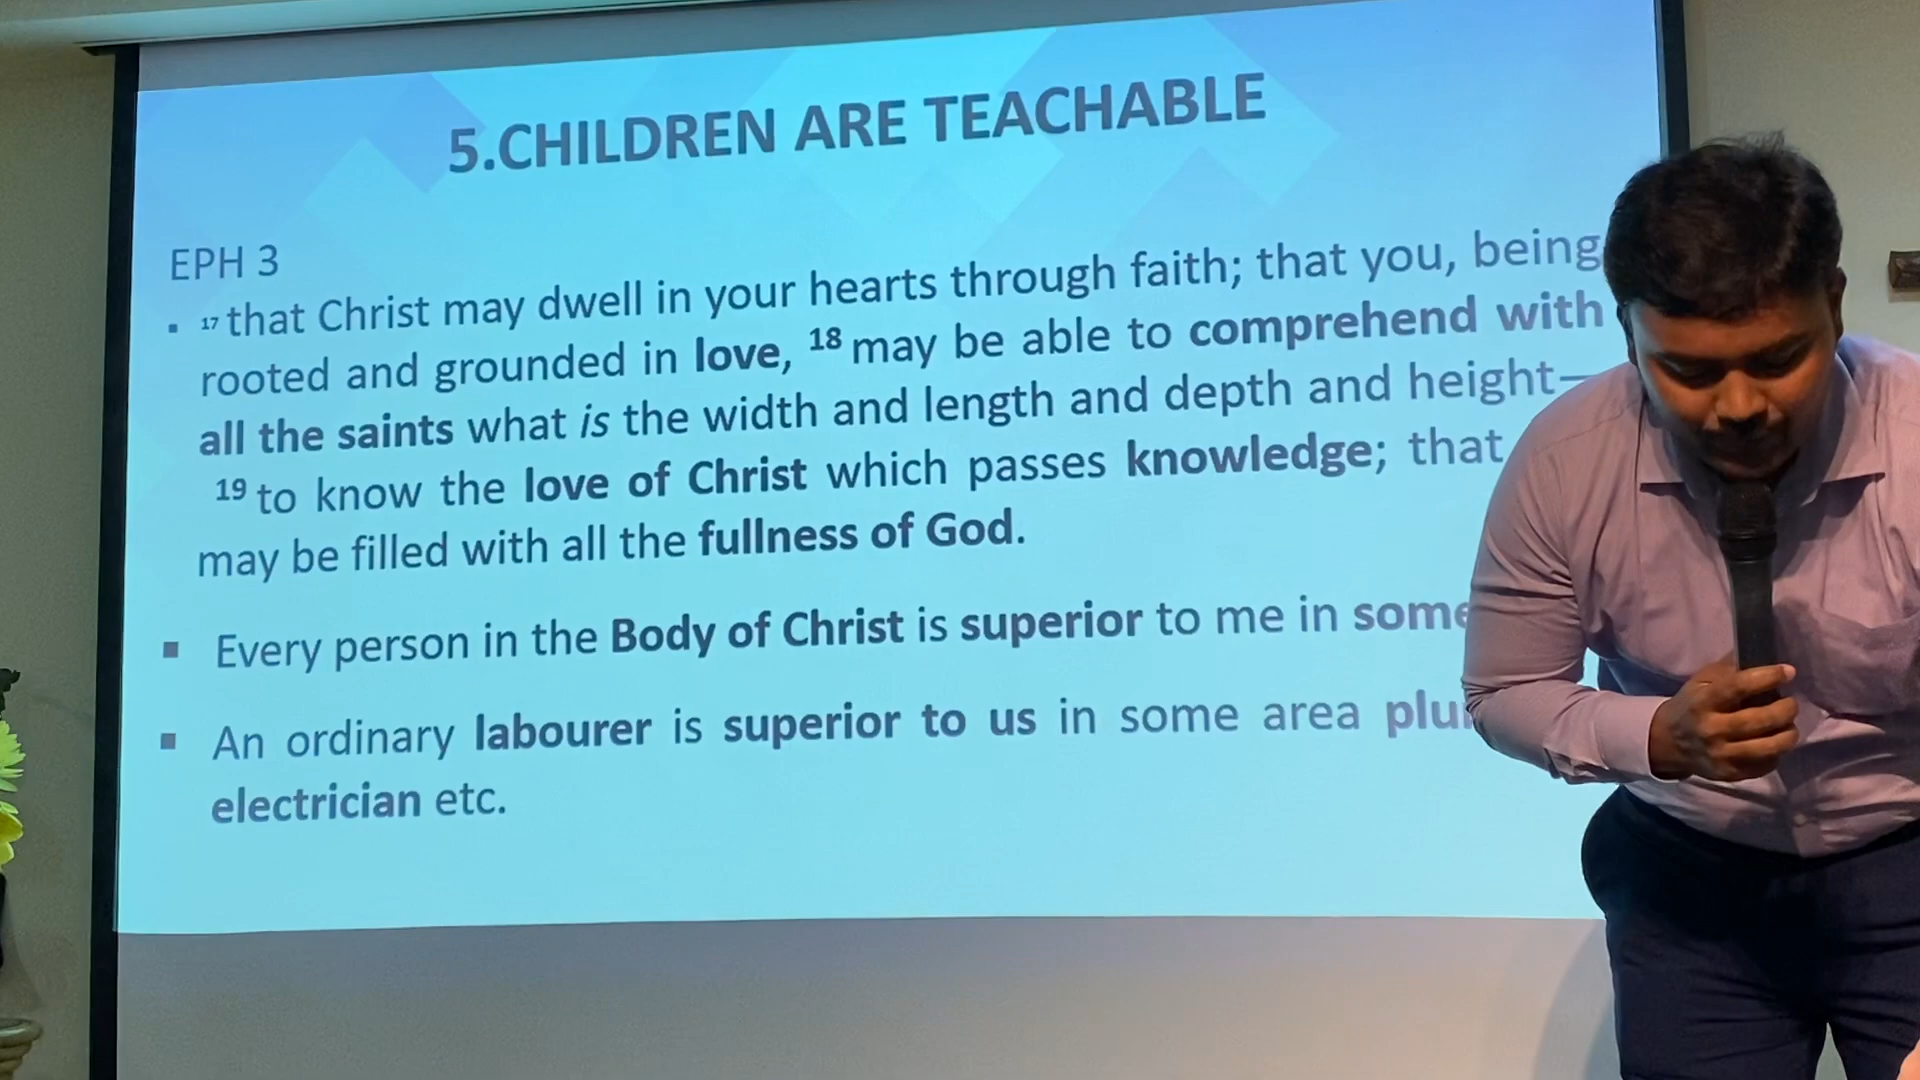 5.CHILDREN ARE TEACHABLE
EPH 3
▪ 17 that Christ may dwell in your hearts through faith; that you, being
rooted and grounded in love, 18 may be able to comprehend with
all the saints what is the width and length and depth and height—
19 to know the love of Christ which passes knowledge; that
may be filled with all the fullness of God.
▪ Every person in the Body of Christ is superior to me in some
▪ An ordinary labourer is superior to us in some area
electrician etc.